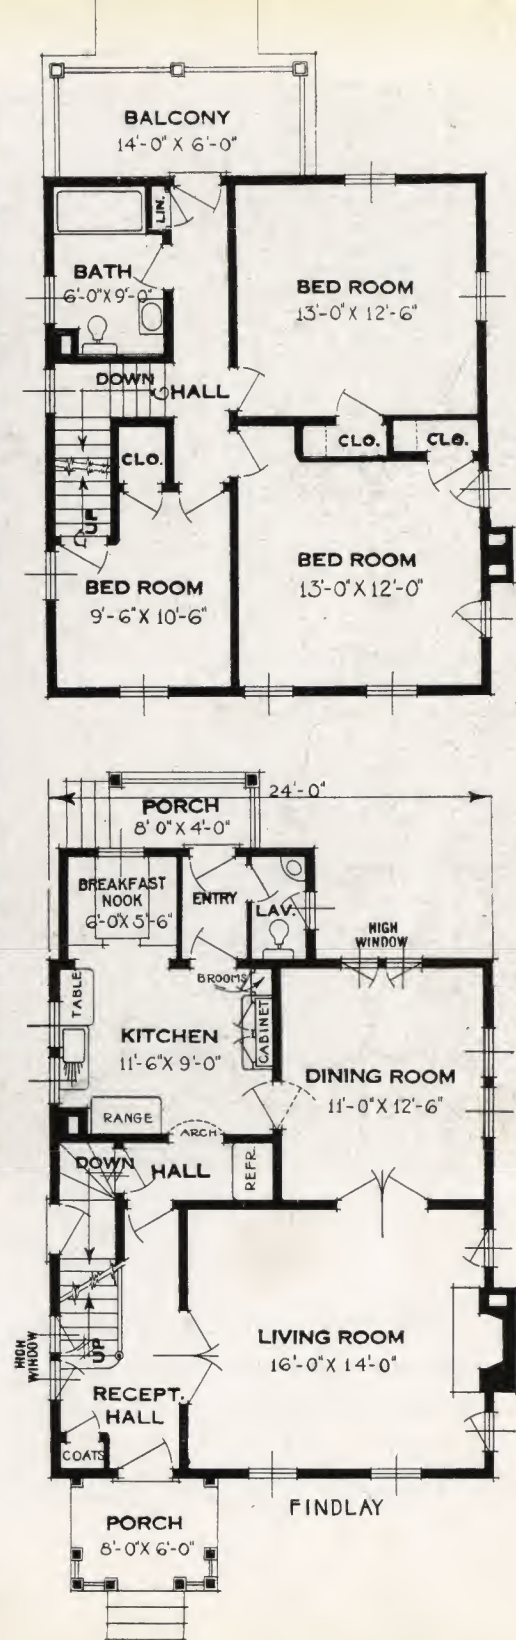 BALCONY
14'-0" X 6'-0"
LIN.
BATH
6'-0"X9'-0"
BED ROOM
13'-0" X 12'-6"
DOWN
HALL
CLO.
CLO.
CLO.
UP
BED ROOM
9'-6"X 10'-6"
BED ROOM
13'-0"X 12'-0"
24'-0"
PORCH
8' 0"X 4'-0"
BREAKFAST
NOOK
6'-0"X5'-6"
ENTRY
LAV.
HIGH
WINDOW
TABLE
BROOMS
CABINET
KITCHEN
11'-6"X 9'-0"
DINING ROOM
11'-0"X 12'-6"
RANGE
ARCH
DOWN
HALL
REFR.
HIGH
WINDOW
UP
LIVING ROOM
16'-0"X 14'-0"
RECEPT.
HALL
COATS
FINDLAY
PORCH
8'-0"X 6'-0"